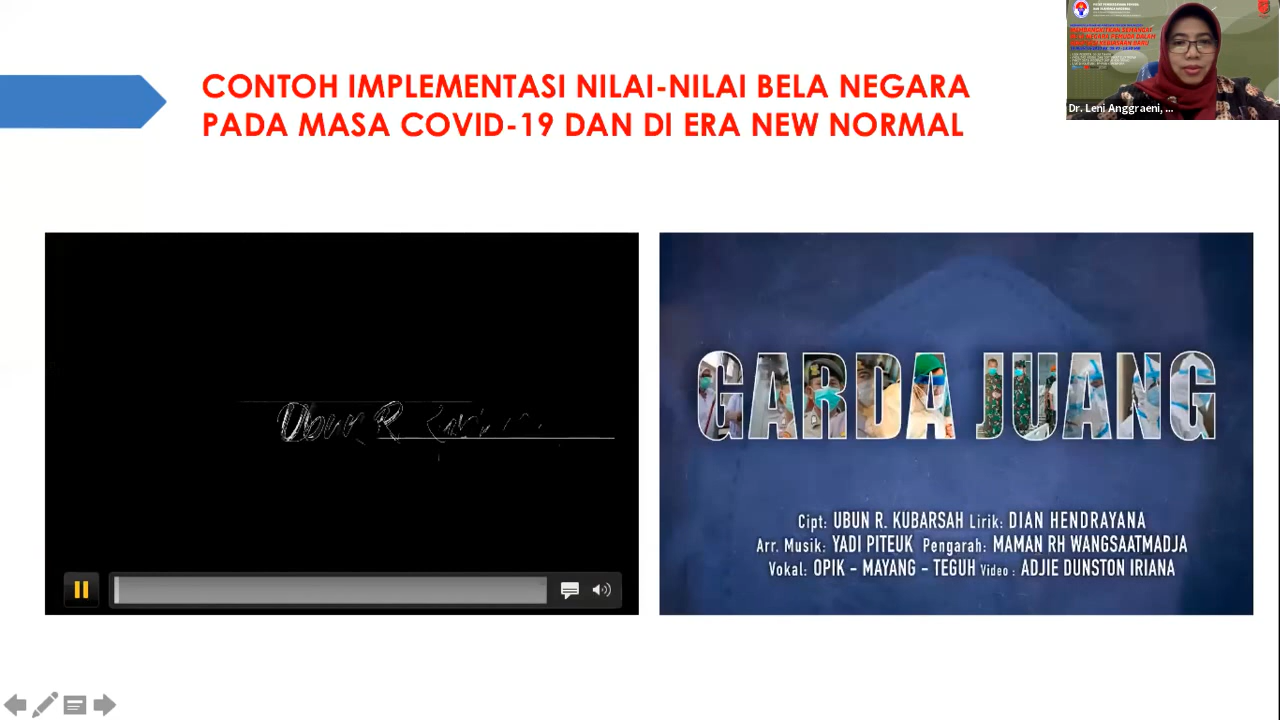 CONTOH IMPLEMENTASI NILAI-NILAI BELA NEGARA
PADA MASA COVID-19 DAN DI ERA NEW NORMAL
Dr. Leni Anggraeni, ...
Ubun R
GARDA JUANG
Cipt: UBUN R. KUBARSAH Lirik: DIAN HENDRAYANA
Arr. Musik: YADI PITEUK Pengarah: MAMAN RH WANGSAATMADJA
Vokal: OPIK - MAYANG - TEGUH Video : ADJIE DUNSTON IRIANA